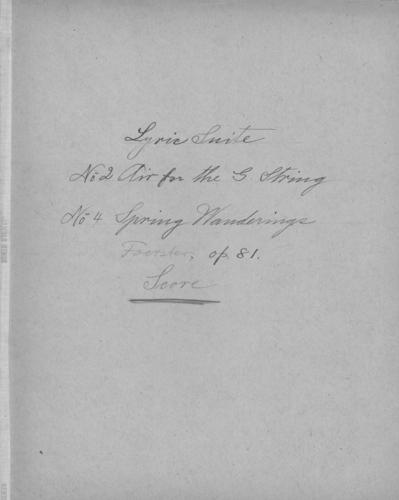 Lyric Suite
No 2 Air for the G. String
No 4 Spring Wanderings
Foerster, op. 81.
Score